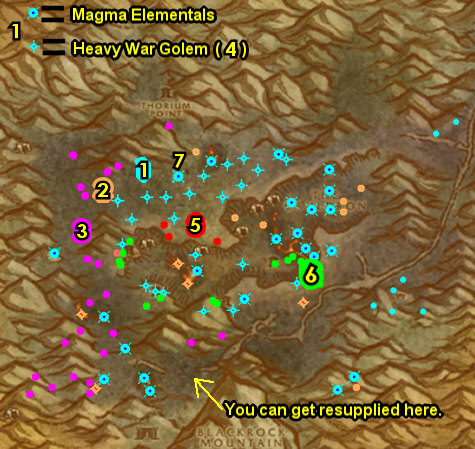 1 Magma Elementals
Heavy War Golem ( 4 )
THORIUM
POINT
1
7
2
3
5
6
You can get resupplied here.
BLACKROCK
MOUNTAIN